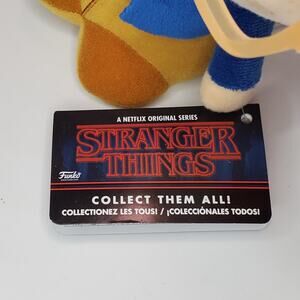 A NETFLIX ORIGINAL SERIES
STRANGER
THINGS
Funko
COLLECT THEM ALL!
COLLECTIONEZ LES TOUS! / ¡COLECCIÓNALES TODOS!